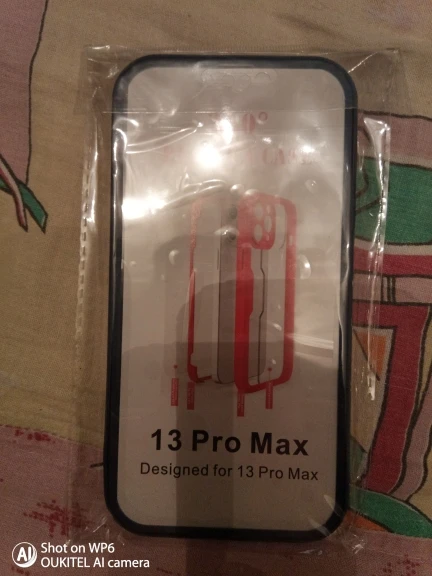 13 Pro Max
Designed for 13 Pro Max
Shot on WP6
OUKITEL AI camera